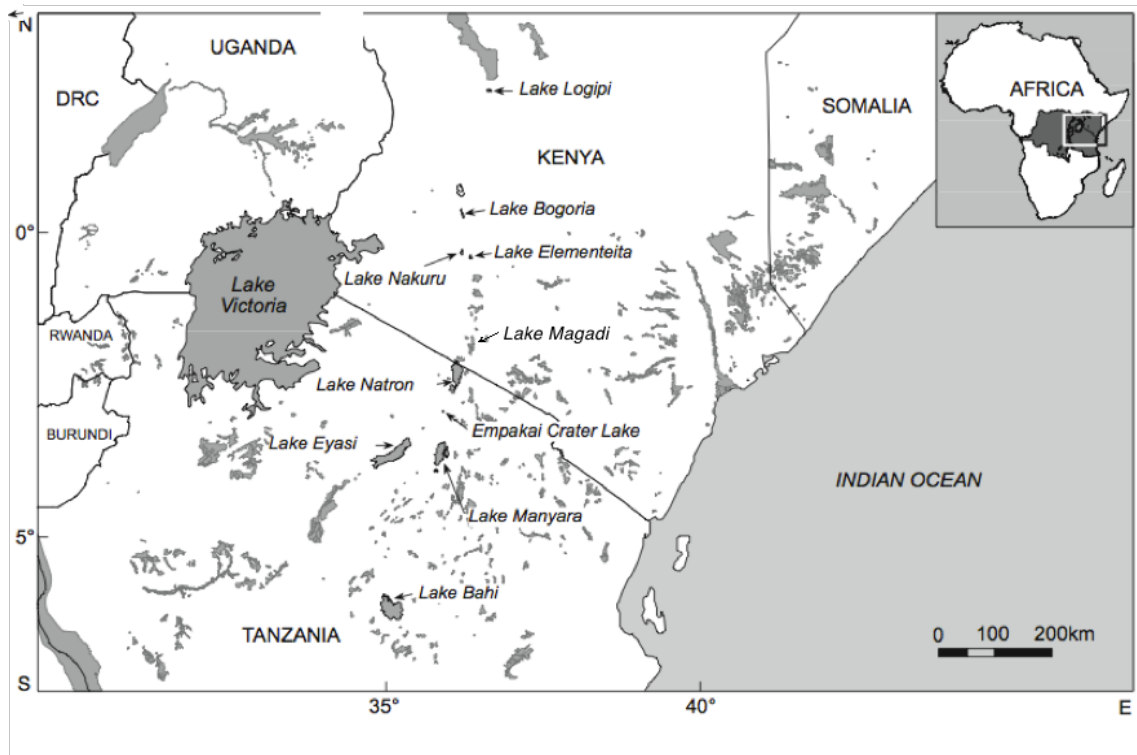 N
UGANDA
DRC
Lake Logipi
SOMALIA
AFRICA
KENYA
Lake Bogoria
0°
Lake Elementeita
Lake Nakuru
Lake
Victoria
RWANDA
Lake Magadi
Lake Natron
Empakai Crater Lake
BURUNDI
Lake Eyasi
INDIAN OCEAN
Lake Manyara
5°
Lake Bahi
TANZANIA
0 100 200km
S
35°
40°
E